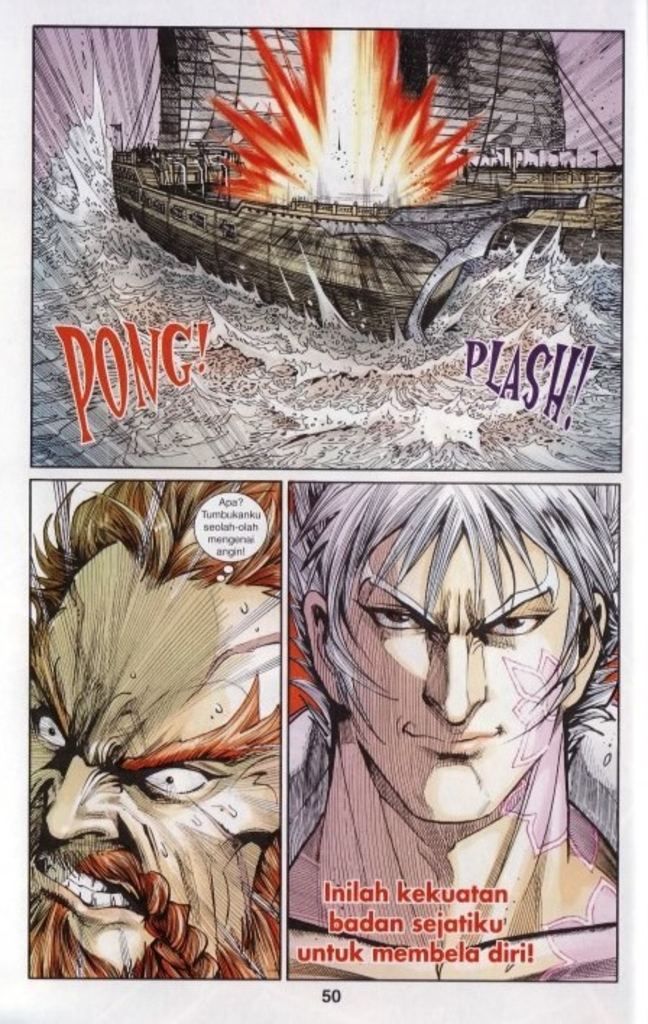 PONG!
PLASH!
Apa?
Tumbukanku
seolah-olah
mengenai
angin!
Inilah kekuatan
badan sejatiku
untuk membela diri!
50